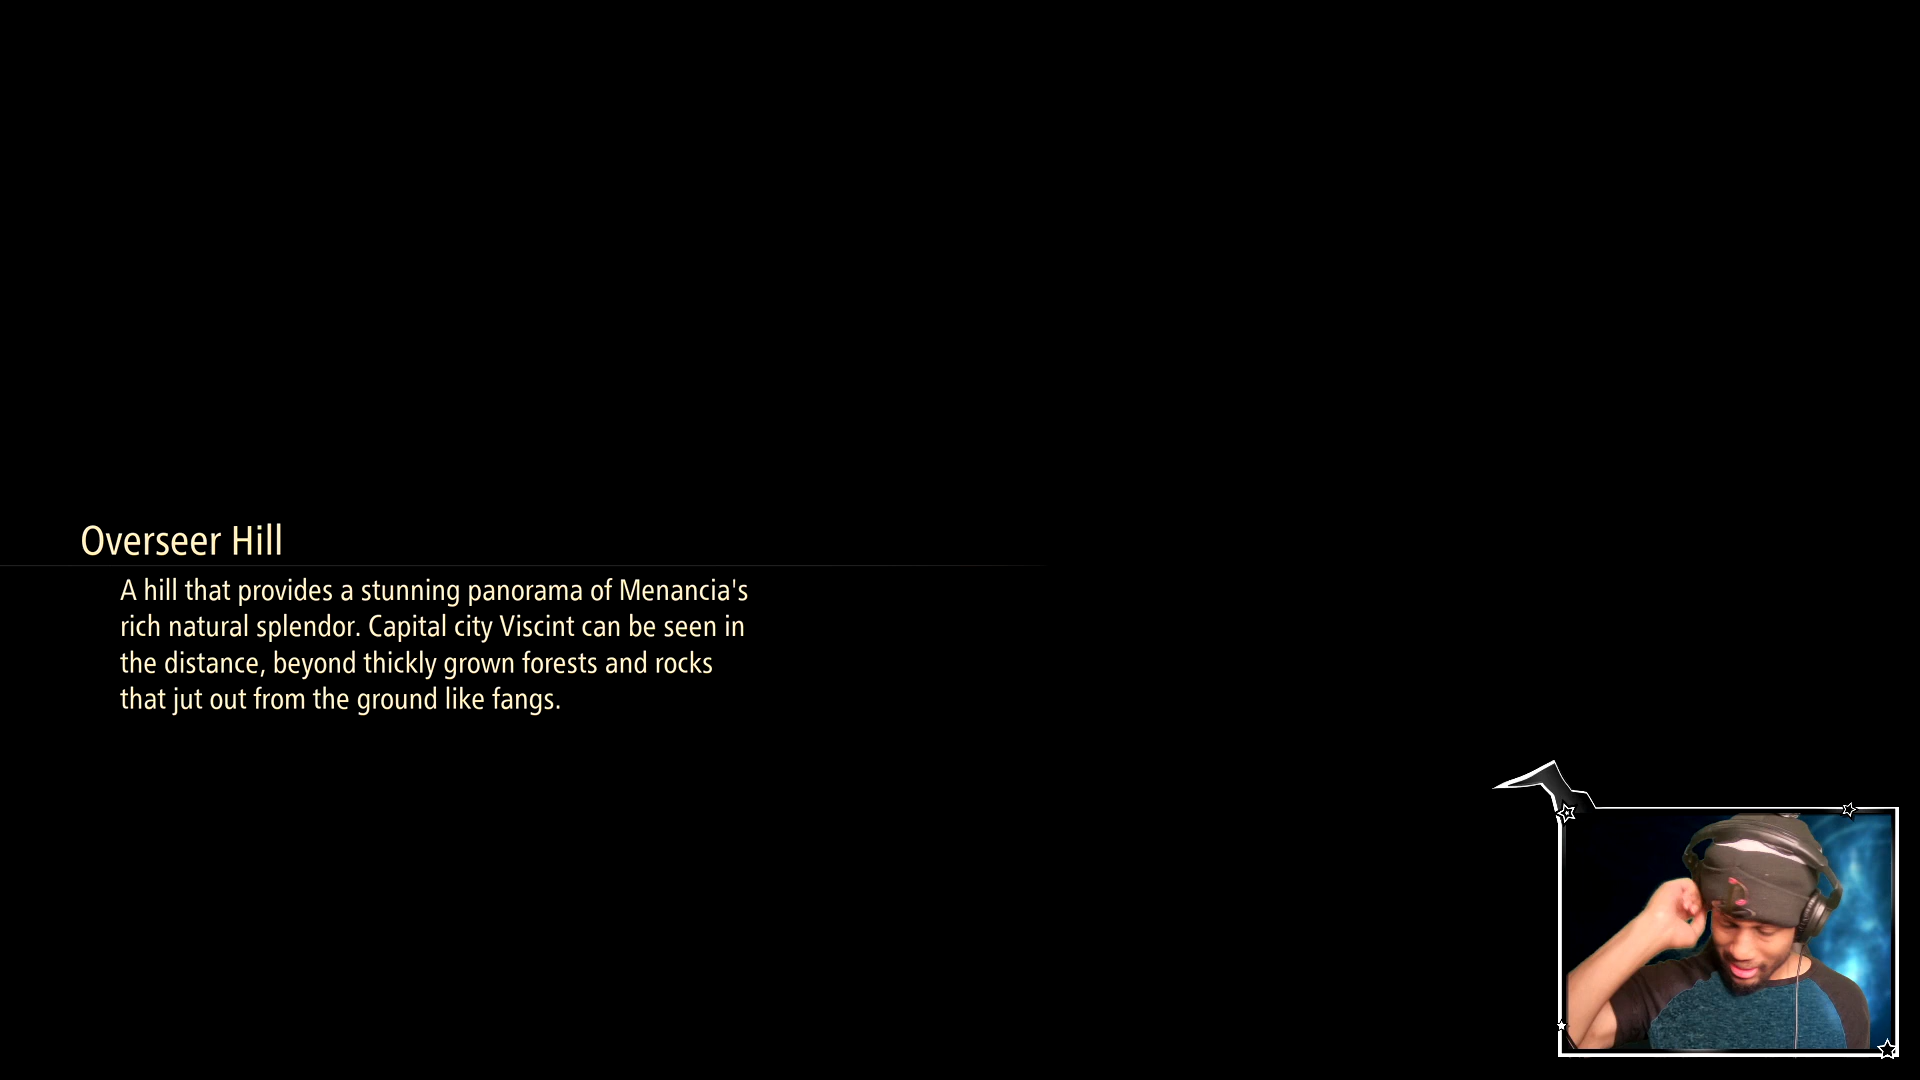 Overseer Hill
A hill that provides a stunning panorama of Menancia's
rich natural splendor. Capital city Viscint can be seen in
the distance, beyond thickly grown forests and rocks
that jut out from the ground like fangs.